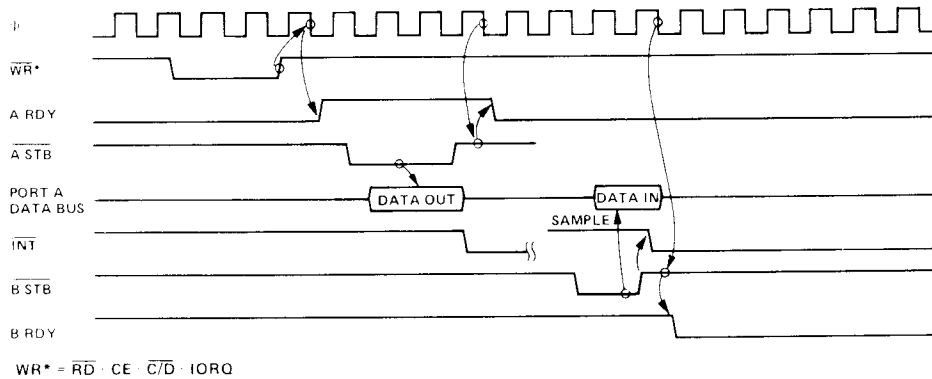 Φ
WR*
A RDY
A STB
PORT A
DATA BUS
DATA OUT
DATA IN
SAMPLE
INT
B STB
B RDY
WR* = RD · CE · C/D · IORQ